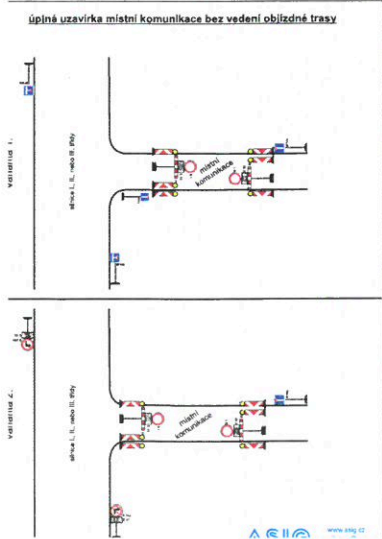 úplná uzavírka místní komunikace bez vedení objízdné trasy
varianta 1.
silnice I., II., nebo III. třídy
místní
komunikace
varianta 2.
silnice I., II., nebo III. třídy
místní
komunikace
ASIG
www.asig.cz